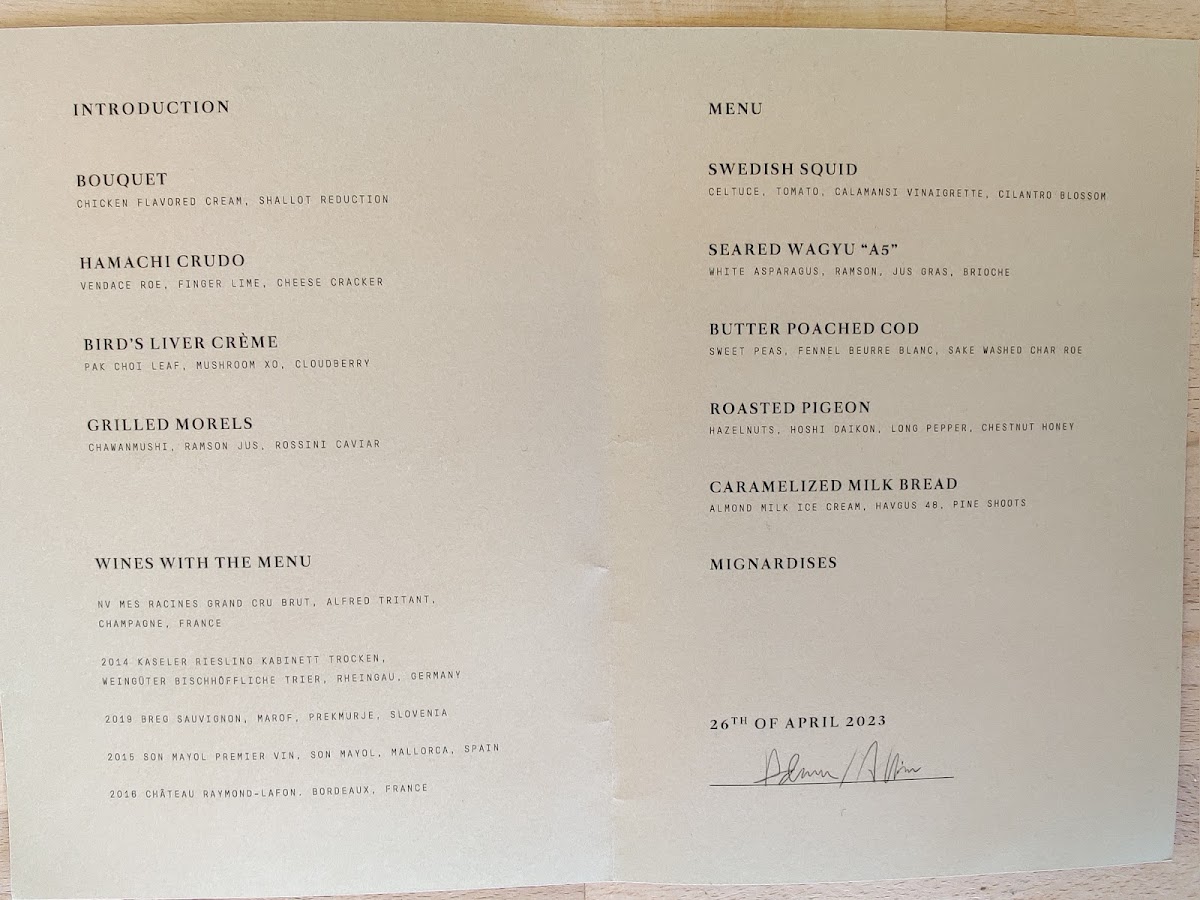 INTRODUCTION
BOUQUET
CHICKEN FLAVORED CREAM, SHALLOT REDUCTION
HAMACHI CRUDO
VENDACE ROE, FINGER LIME, CHEESE CRACKER
BIRD'S LIVER CRÈME
PAK CHOI LEAF, MUSHROOM XO, CLOUDBERRY
GRILLED MORELS
CHAWANMUSHI, RAMSON JUS, ROSSINI CAVIAR
WINES WITH THE MENU
NV MES RACINES GRAND CRU BRUT, ALFRED TRITANT,
CHAMPAGNE, FRANCE
2014 KASELER RIESLING KABINETT TROCKEN,
WEINGÜTER BISCHHÖFFLICHE TRIER, RHEINGAU, GERMANY
2019 BREG SAUVIGNON, MAROF, PREKMURJE, SLOVENIA
2015 SON MAYOL PREMIER VIN, SON MAYOL, MALLORCA, SPAIN
2016 CHÂTEAU RAYMOND-LAFON. BORDEAUX, FRANCE
MENU
SWEDISH SQUID
CELTUCE, TOMATO, CALAMANSI VINAIGRETTE, CILANTRO BLOSSOM
SEARED WAGYU “A5”
WHITE ASPARAGUS, RAMSON, JUS GRAS, BRIOCHE
BUTTER POACHED COD
SWEET PEAS, FENNEL BEURRE BLANC, SAKE WASHED CHAR ROE
ROASTED PIGEON
HAZELNUTS, HOSHI DAIKON, LONG PEPPER, CHESTNUT HONEY
CARAMELIZED MILK BREAD
ALMOND MILK ICE CREAM, HAVGUS 48, PINE SHOOTS
MIGNARDISES
26TH OF APRIL 2023